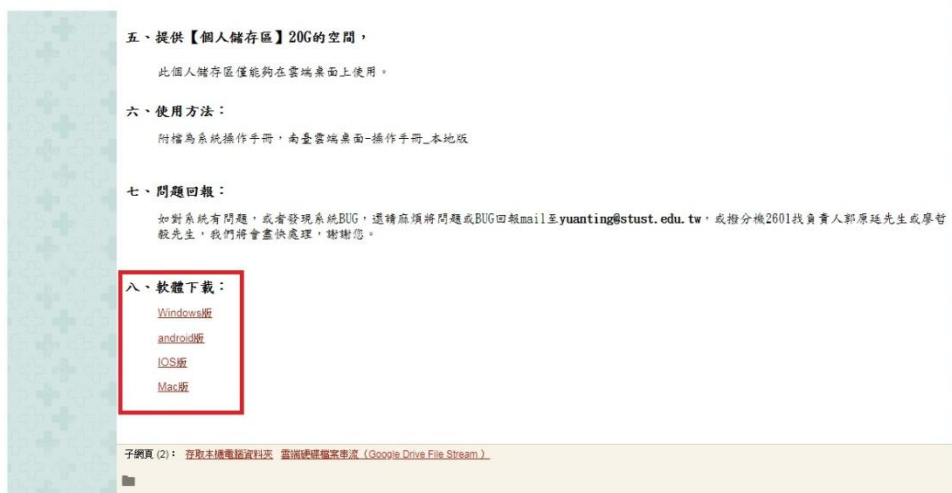 五、提供【個人儲存區】20G的空間，
此個人儲存區僅能夠在雲端桌面上使用。
六、使用方法：
附檔為系統操作手冊，南臺雲端桌面-操作手冊_本地版
七、問題回報：
如對系統有問題，或者發現系統BUG，還請麻煩將問題或BUG回報mail至yuanting@stust.edu.tw，或撥分機2601找負責人郭原廷先生或廖哲
毅先生，我們將會盡快處理，謝謝您。
八、軟體下載：
Windows版
android版
IOS版
Mac版
子網頁 (2)： 存取本機電腦資料夾 雲端硬碟檔案串流（Google Drive File Stream ）